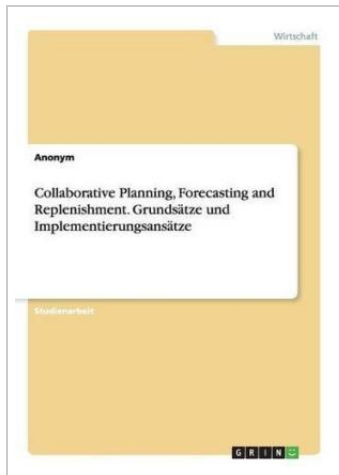 Wirtschaft
Anonym
Collaborative Planning, Forecasting and
Replenishment. Grundsätze und
Implementierungsansätze
Studienarbeit
GRIN